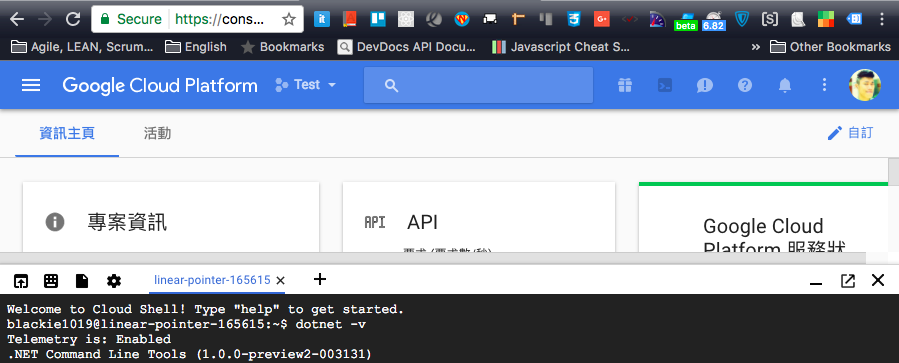 Secure https://cons...
beta 6.82
Agile, LEAN, Scrum... English Bookmarks DevDocs API Docu... Javascript Cheat S... » Other Bookmarks
Google Cloud Platform Test
資訊主頁 活動 自訂
專案資訊 API API Google Cloud
要求 (要求數/秒) Platform 服務狀
linear-pointer-165615
Welcome to Cloud Shell! Type "help" to get started.
blackie1019@linear-pointer-165615:~$ dotnet -v
Telemetry is: Enabled
.NET Command Line Tools (1.0.0-preview2-003131)